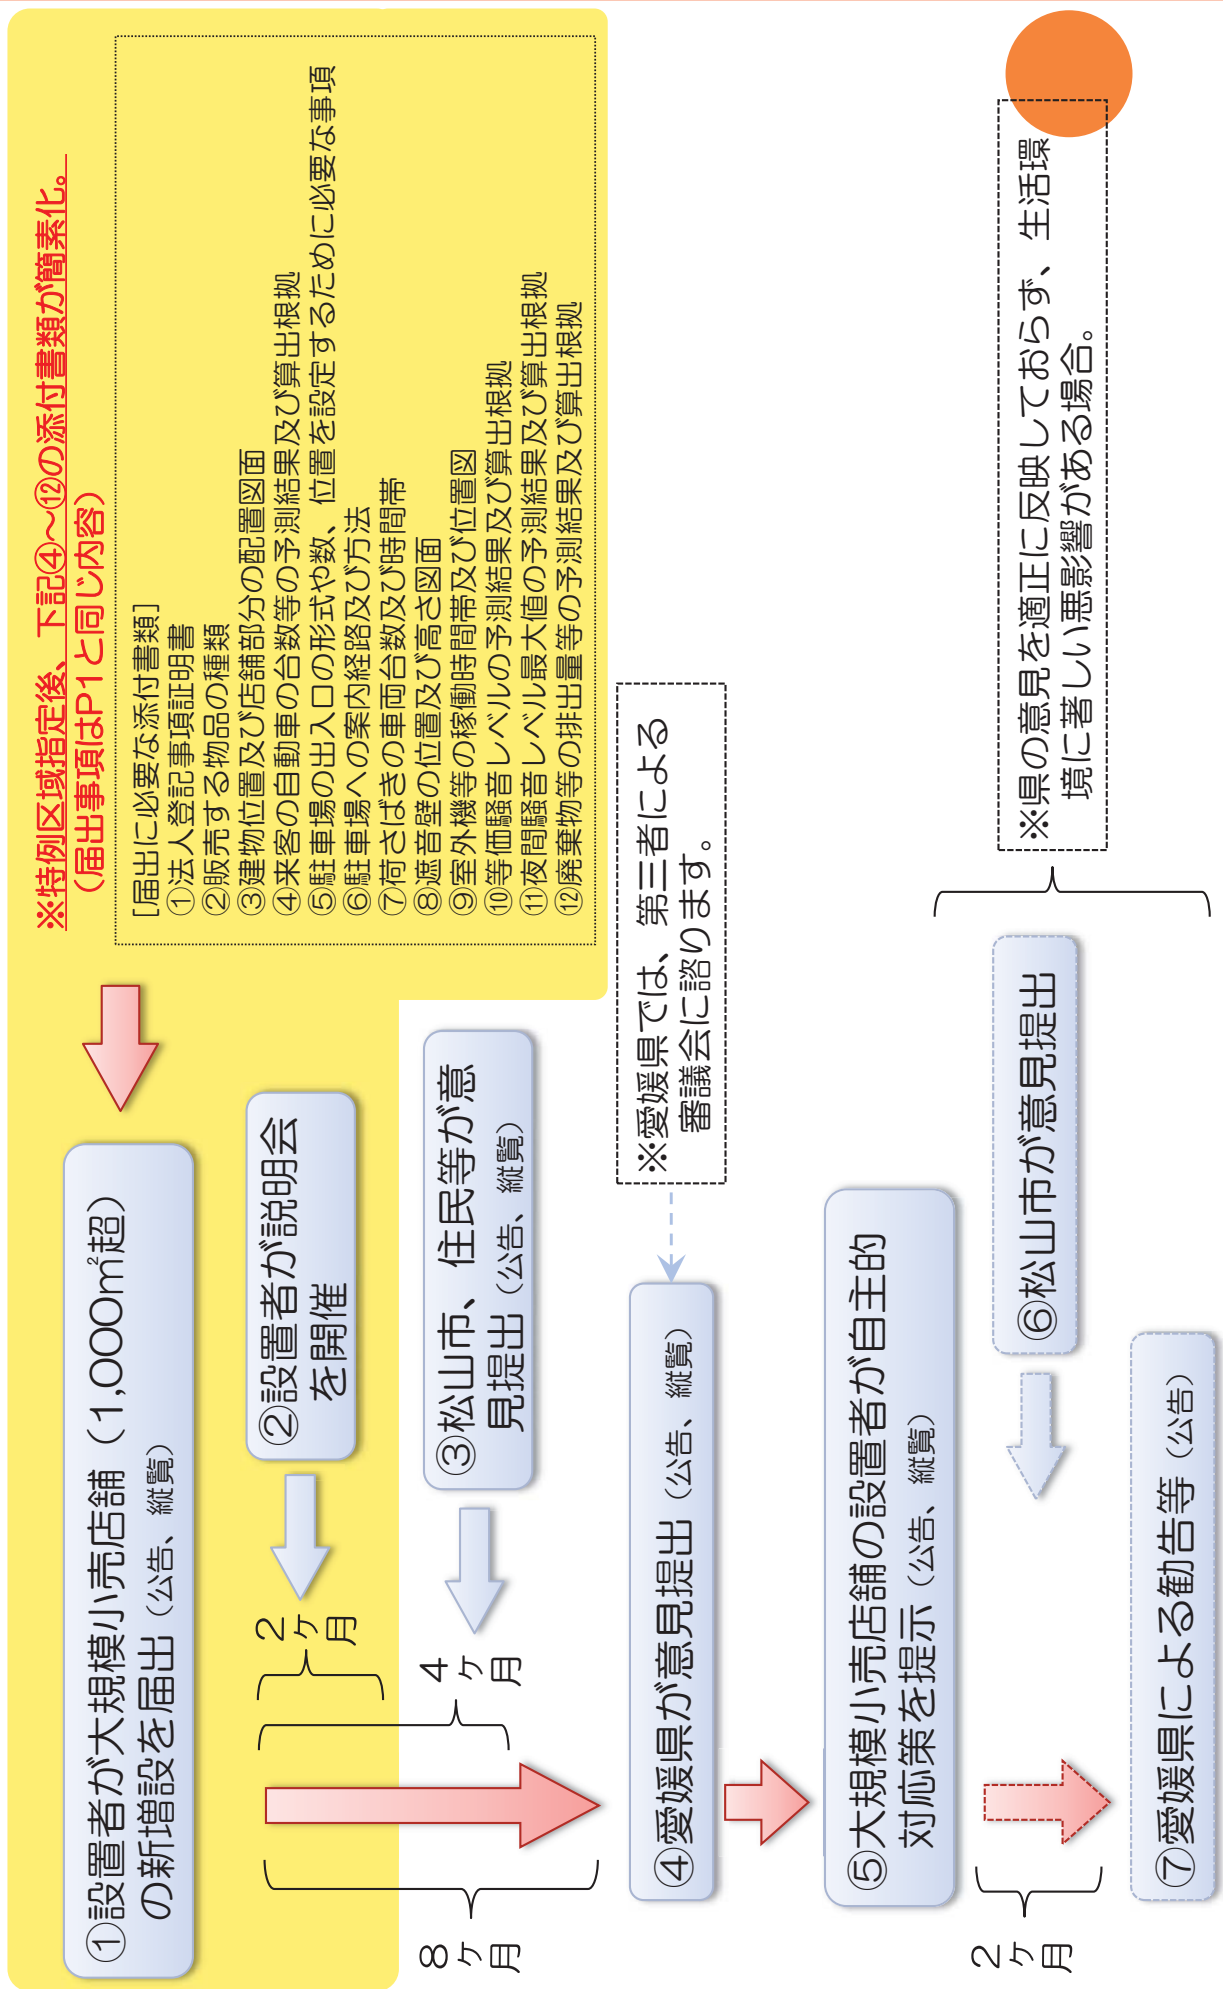 ※特例区域指定後、下記④～⑫の添付書類が簡素化。
（届出事項はP1と同じ内容）
[届出に必要な添付書類]
①法人登記事項証明書
②販売する物品の種類
③建物位置及び店舗部分の配置図面
④来客の自動車の台数等の予測結果及び算出根拠
⑤駐車場の出入口の形式や数、位置を設定するために必要な事項
⑥駐車場への案内経路及び方法
⑦荷さばきの車両台数及び時間帯
⑧遮音壁の位置及び高さ図面
⑨室外機等の稼働時間帯及び位置図
⑩等価騒音レベルの予測結果及び算出根拠
⑪夜間騒音レベル最大値の予測結果及び算出根拠
⑫廃棄物等の排出量等の予測結果及び算出根拠
①設置者が大規模小売店舗（1,000㎡超）
の新増設を届出（公告、縦覧）
②設置者が説明会
を開催
2ヶ月
③松山市、住民等が意
見提出（公告、縦覧）
4ヶ月
8ヶ月
④愛媛県が意見提出（公告、縦覧）
※愛媛県では、第三者による
審議会に諮ります。
⑤大規模小売店舗の設置者が自主的
対応策を提示（公告、縦覧）
⑥松山市が意見提出
2ヶ月
※県の意見を適正に反映しておらず、生活環
境に著しい悪影響がある場合。
⑦愛媛県による勧告等（公告）